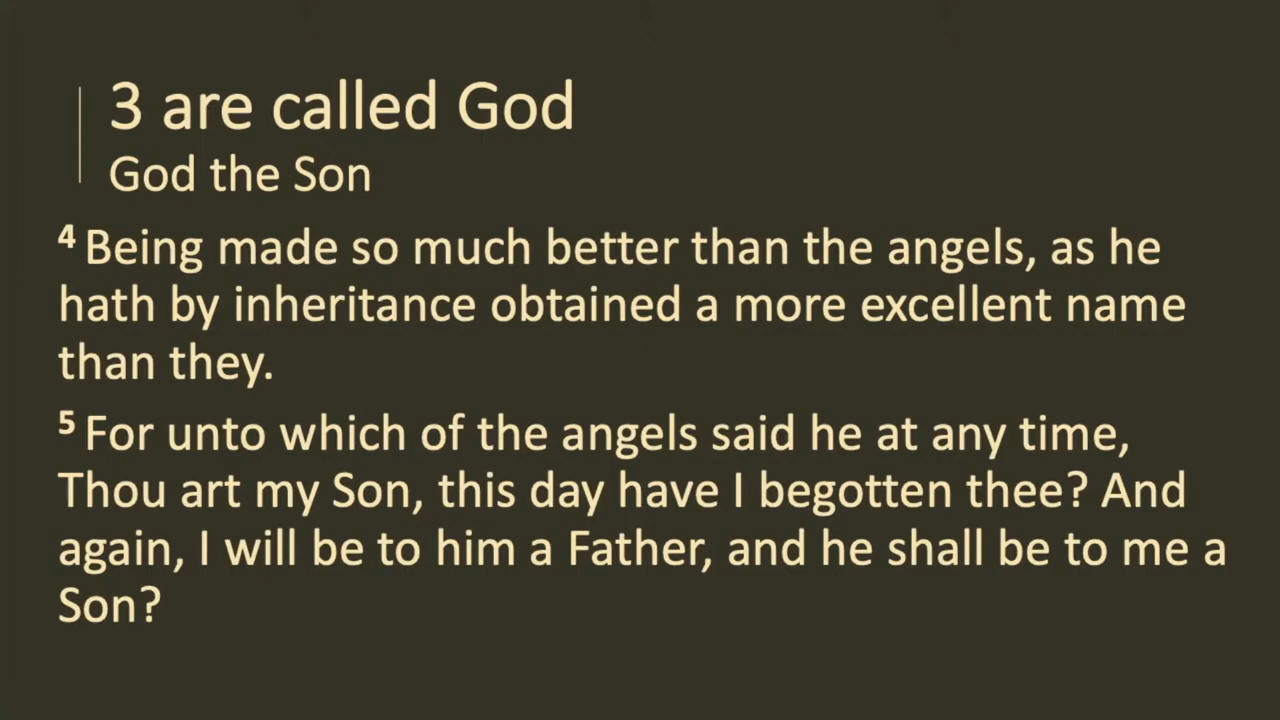 3 are called God
God the Son
⁴ Being made so much better than the angels, as he
hath by inheritance obtained a more excellent name
than they.
⁵ For unto which of the angels said he at any time,
Thou art my Son, this day have I begotten thee? And
again, I will be to him a Father, and he shall be to me a
Son?